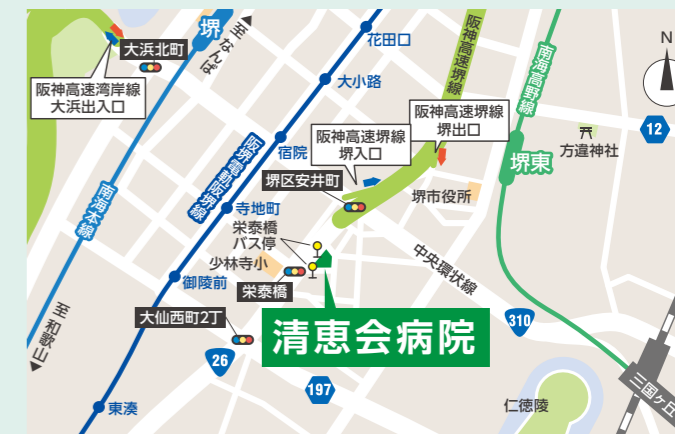 至なんば
堺
大浜北町
阪神高速湾岸線
大浜出入口
花田口
阪神高速堺線
大小路
南海高野線
N
12
阪神高速堺線
堺出口
阪神高速堺線
堺入口
宿院
方違神社
堺東
阪堺電軌阪堺線
堺区安井町
堺市役所
南海本線
寺地町
栄泰橋
バス停
少林寺小
中央環状線
御陵前
栄泰橋
大仙西町2丁
310
至和歌山
清恵会病院
26
197
三国ヶ丘
東湊
仁徳陵